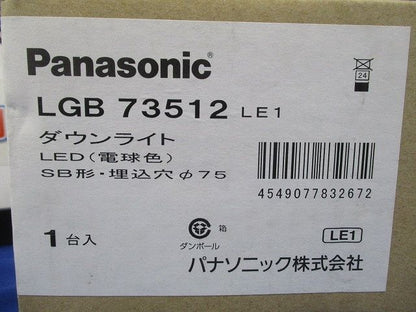 Panasonic®
LGB 73512 LE1
24
ダウンライト
LED(電球色)
SB形・埋込穴φ75
4549077832672
1台入
箱
ダンボール
LE1
パナソニック株式会社